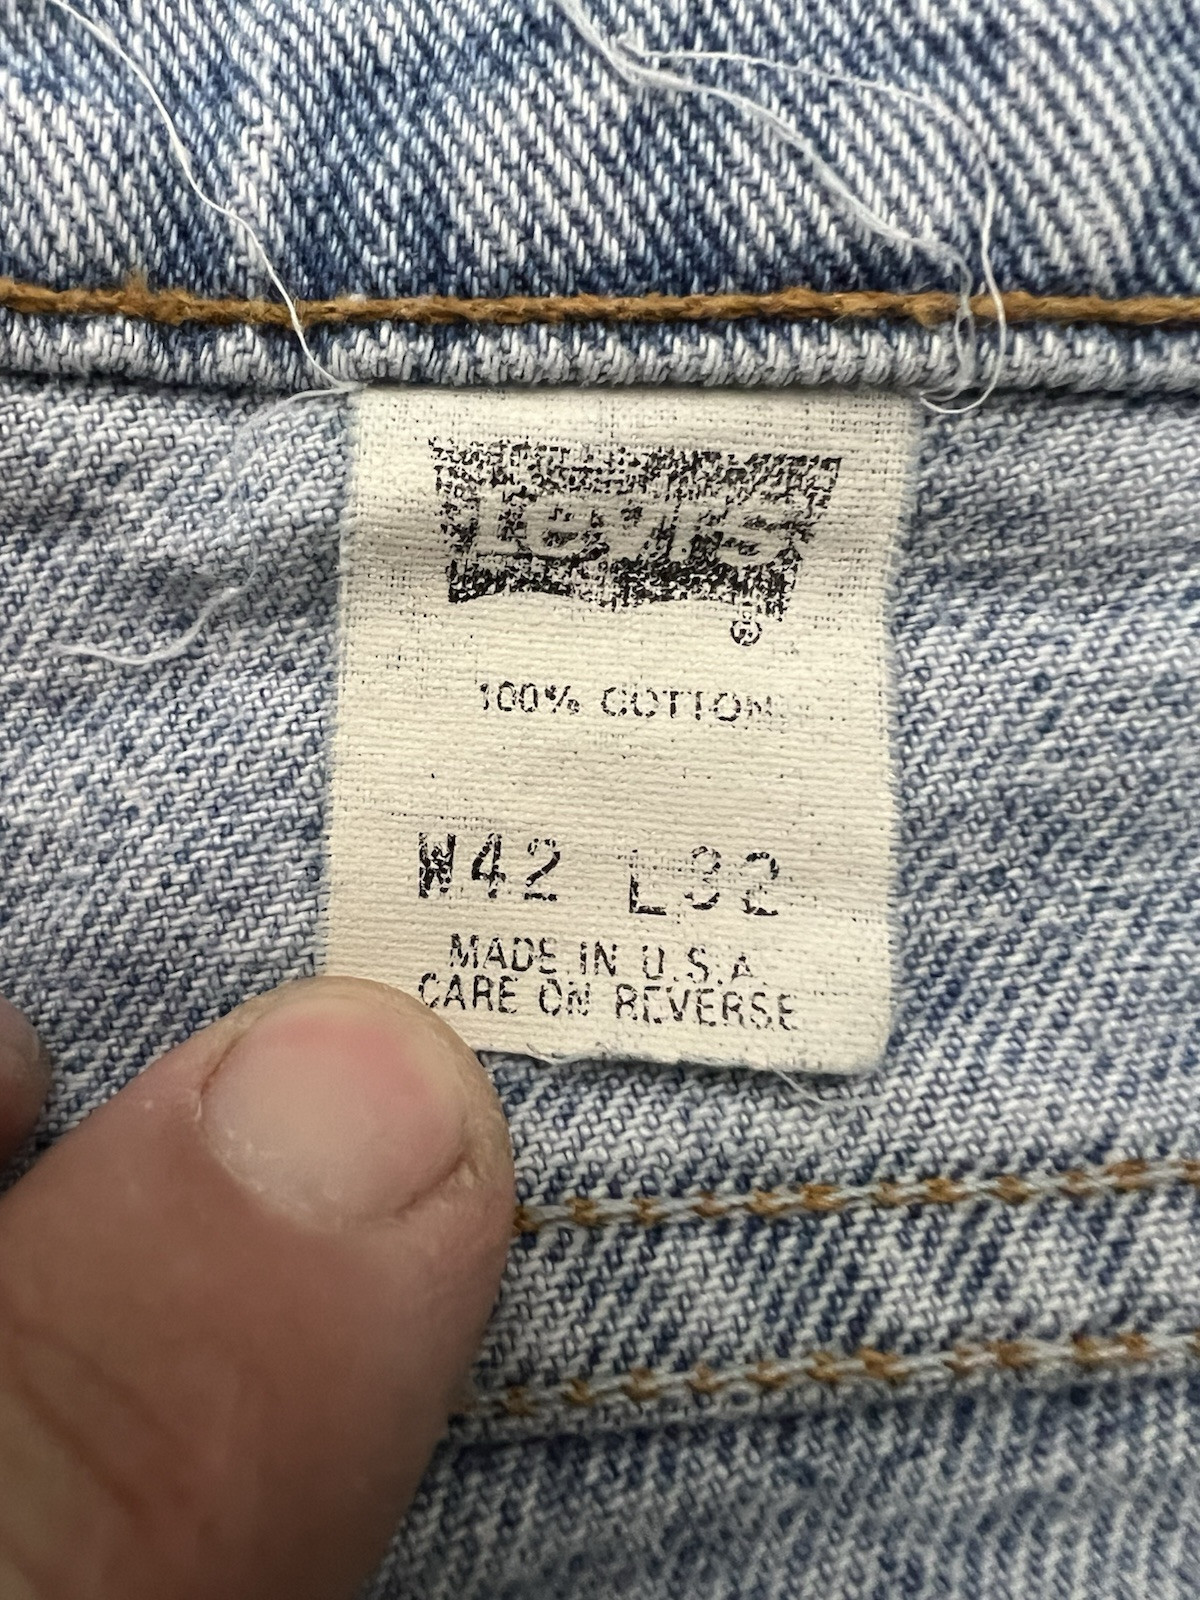 Levi's
®
100% COTTON
W42 L32
MADE IN U.S.A.
CARE ON REVERSE